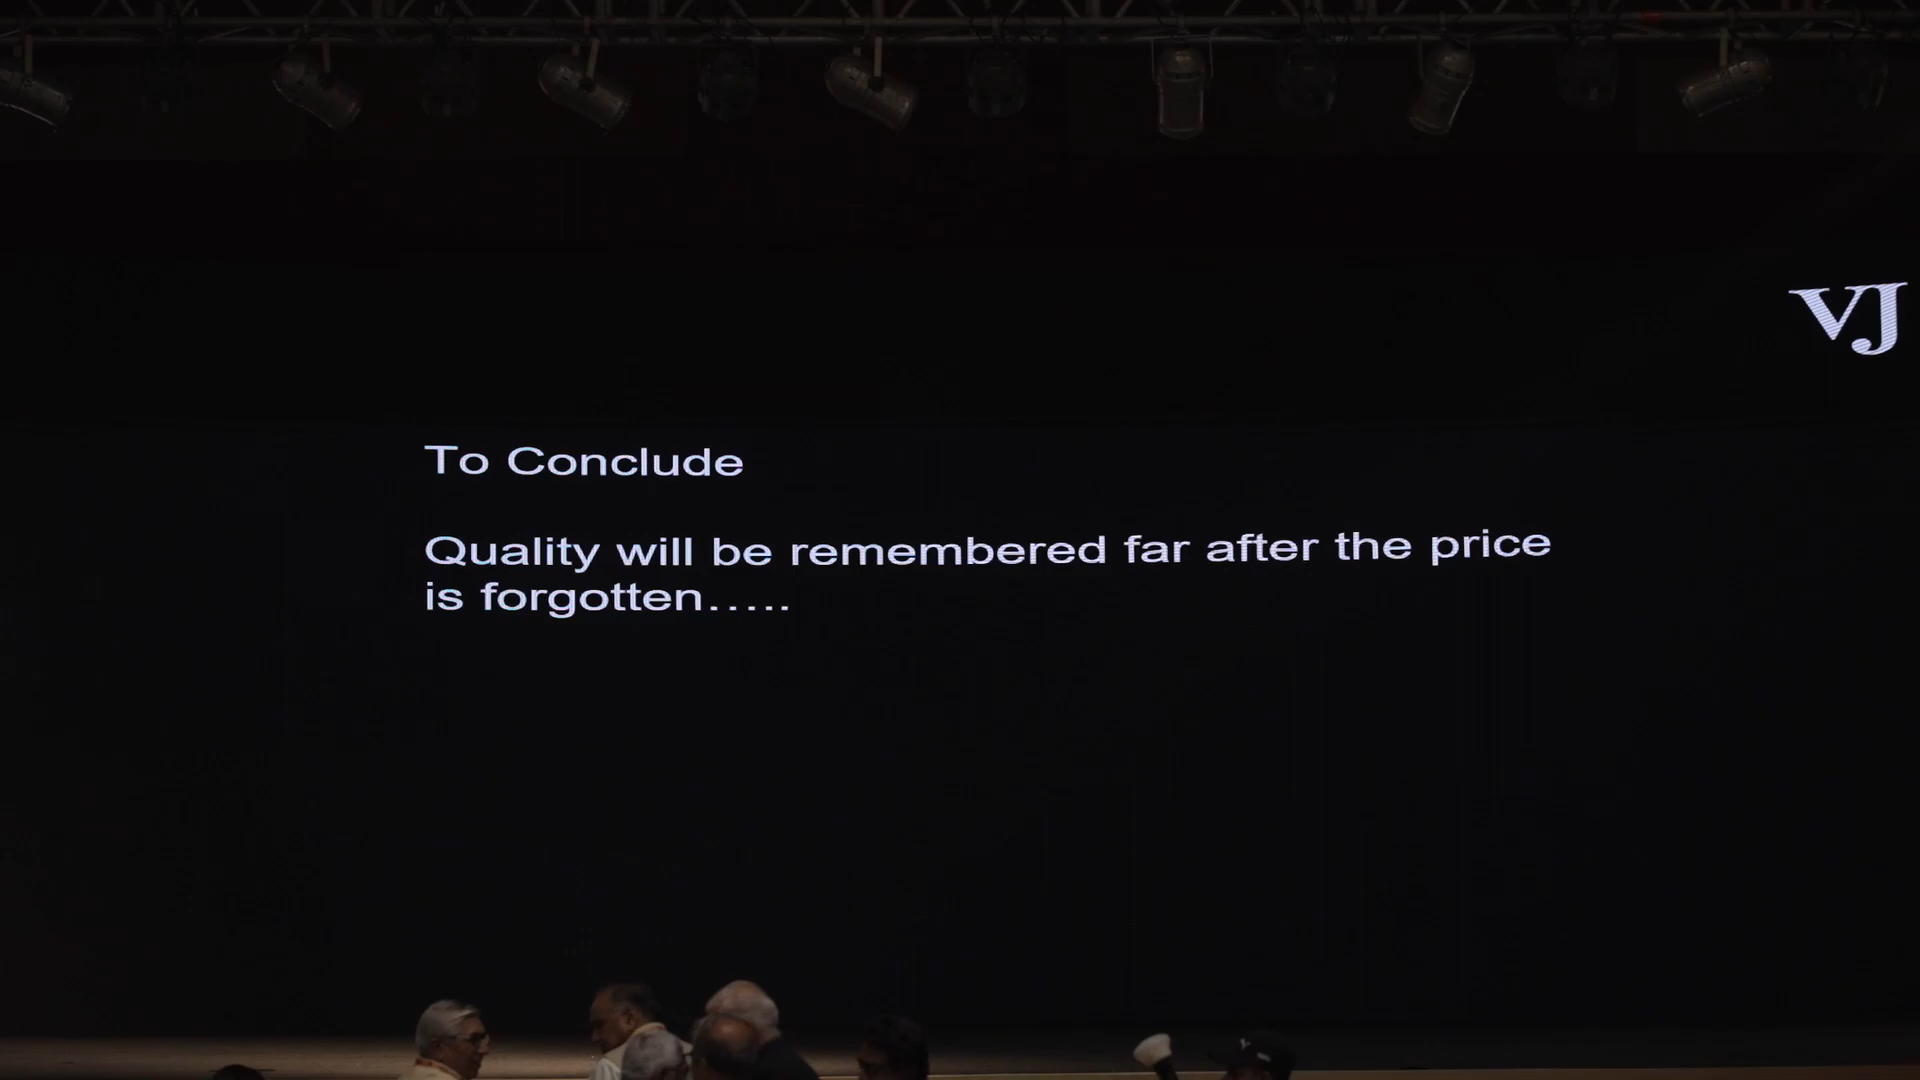 VJ
To Conclude
Quality will be remembered far after the price
is forgotten…..